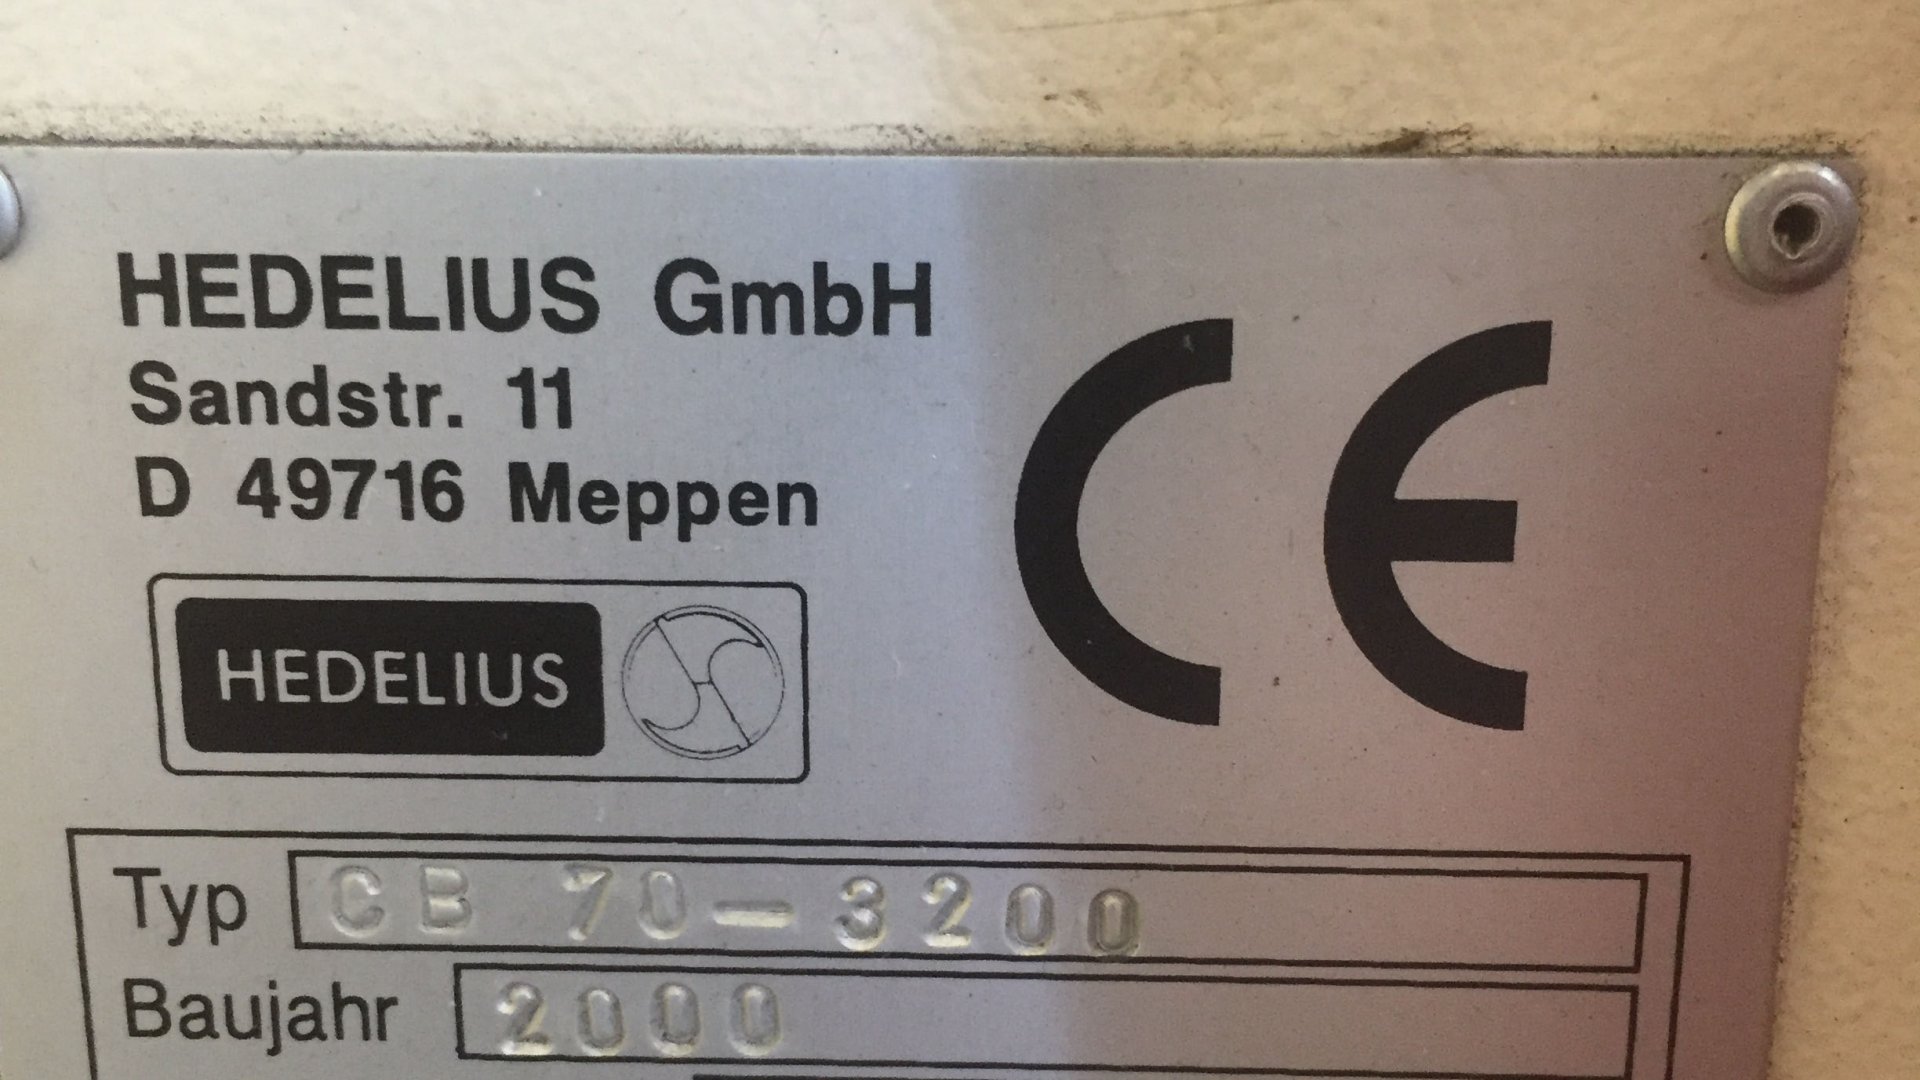 HEDELIUS GmbH
Sandstr. 11
D 49716 Meppen
CE
HEDELIUS
Typ CB 70-3200
Baujahr 2000